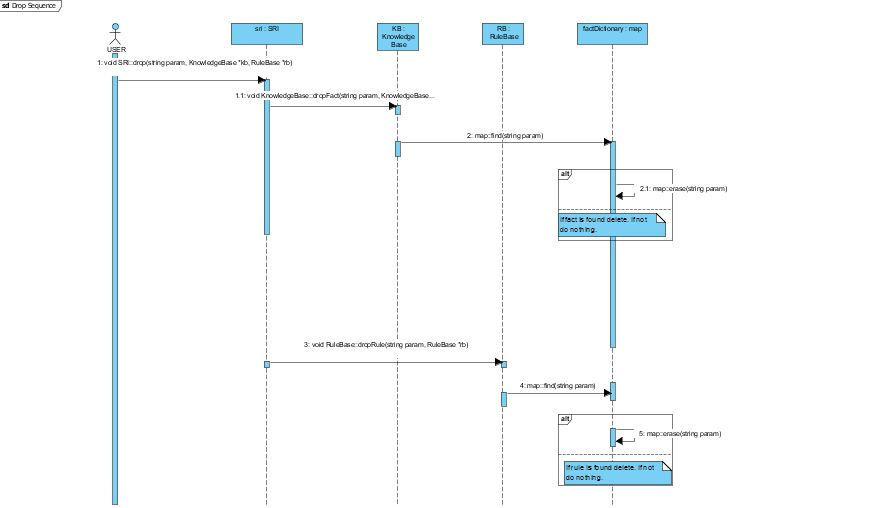 sd Drop Sequence
USER
sri : SRI
KB :
Knowledge
Base
RB :
RuleBase
factDictionary : map
1: void SRI::drop(string param, KnowledgeBase *kb, RuleBase *rb)
1.1: void KnowledgeBase::dropFact(string param, KnowledgeBase...
2: map::find(string param)
alt
2.1: map::erase(string param)
If fact is found delete. If not
do nothing.
3: void RuleBase::dropRule(string param, RuleBase *rb)
4: map::find(string param)
alt
5: map::erase(string param)
If rule is found delete. If not
do nothing.